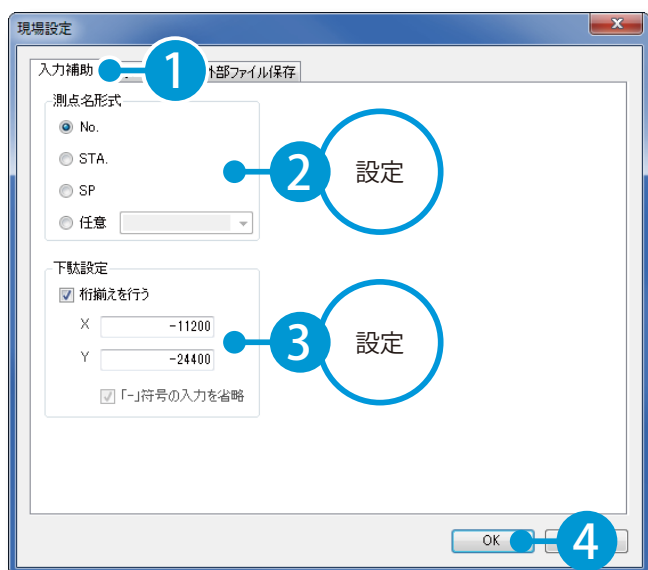 現場設定
入力補助
外部ファイル保存
1
測点名形式
No.
STA.
SP
任意
2
設定
下駄設定
桁揃えを行う
X -11200
Y -24400
「-」符号の入力を省略
3
設定
OK
4